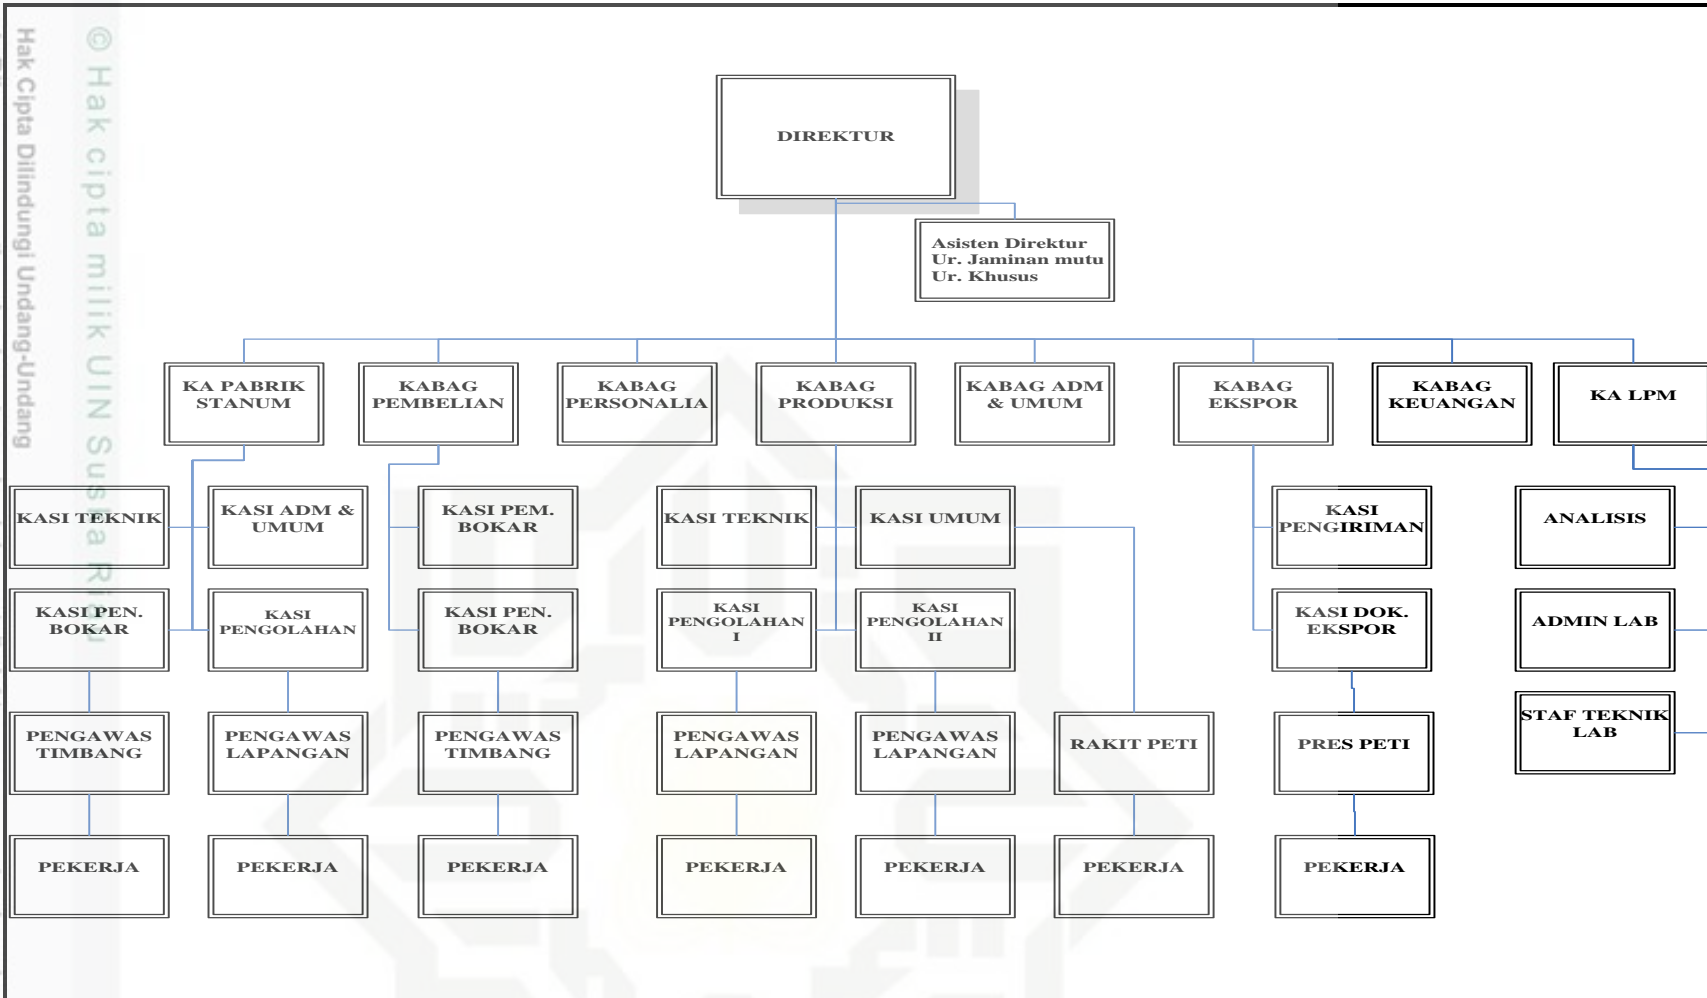 © Hak cipta milik UIN Suska Riau
Hak Cipta Dilindungi Undang-Undang
DIREKTUR
Asisten Direktur
Ur. Jaminan mutu
Ur. Khusus
KA PABRIK
STANUM
KABAG
PEMBELIAN
KABAG
PERSONALIA
KABAG
PRODUKSI
KABAG ADM
& UMUM
KABAG
EKSPOR
KABAG
KEUANGAN
KA LPM
KASI TEKNIK
KASI ADM &
UMUM
KASI PEM.
BOKAR
KASI TEKNIK
KASI UMUM
KASI
PENGIRIMAN
ANALISIS
KASI PEN.
BOKAR
KASI
PENGOLAHAN
KASI PEN.
BOKAR
KASI
PENGOLAHAN
I
KASI
PENGOLAHAN
II
KASI DOK.
EKSPOR
ADMIN LAB
PENGAWAS
TIMBANG
PENGAWAS
LAPANGAN
PENGAWAS
TIMBANG
PENGAWAS
LAPANGAN
PENGAWAS
LAPANGAN
RAKIT PETI
PRES PETI
STAF TEKNIK
LAB
PEKERJA
PEKERJA
PEKERJA
PEKERJA
PEKERJA
PEKERJA
PEKERJA